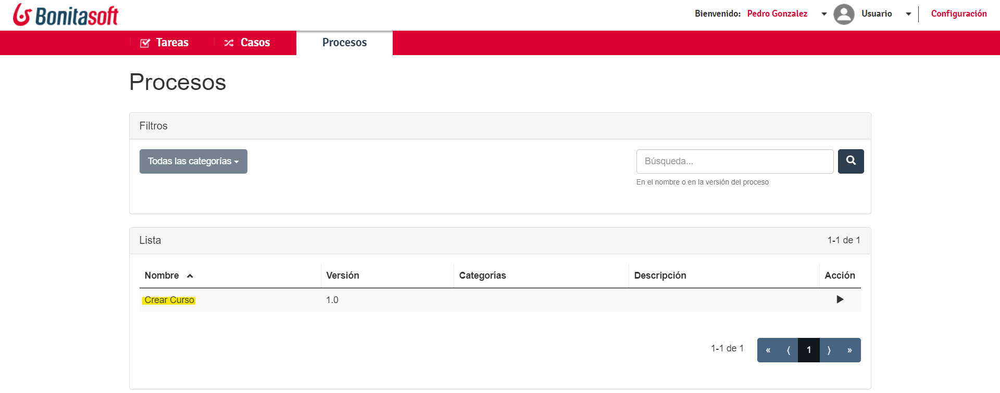 Bonitasoft
Bienvenido: Pedro Gonzalez Usuario Configuración
Tareas Casos Procesos
Procesos
Filtros
Todas las categorías
Búsqueda...
En el nombre o en la versión del proceso
Lista 1-1 de 1
Nombre Versión Categorías Descripción Acción
Crear Curso 1.0
1-1 de 1 « ⟨ 1 ⟩ »